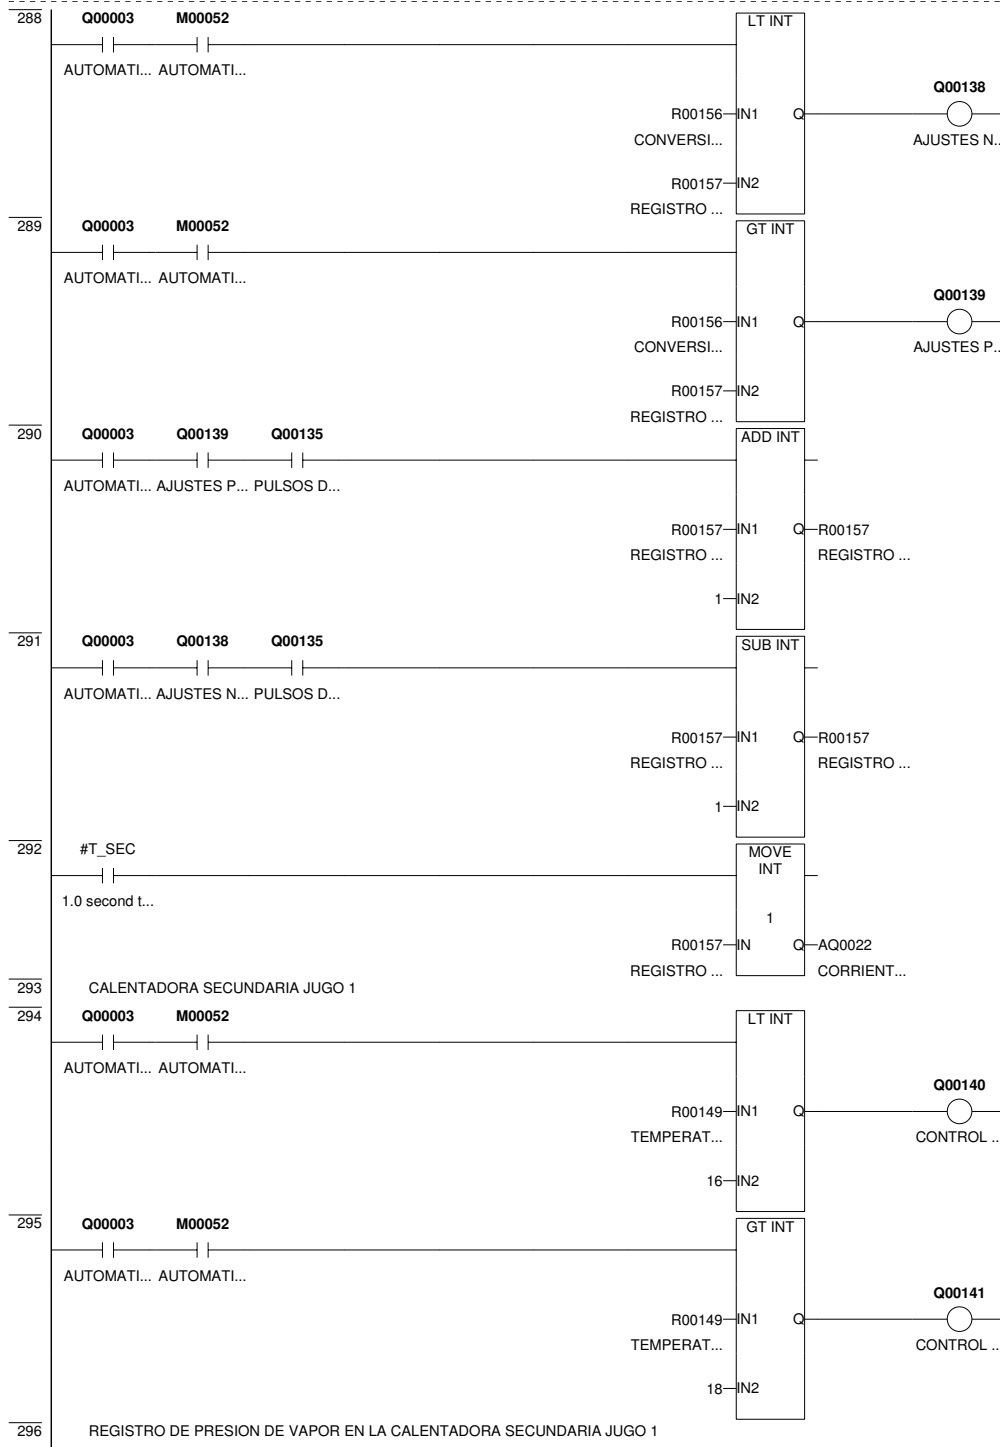 288 Q00003 M00052 LT INT
AUTOMATI... AUTOMATI...
Q00138
R00156 IN1 Q
CONVERSI... AJUSTES N...
R00157 IN2
REGISTRO ...
289 Q00003 M00052 GT INT
AUTOMATI... AUTOMATI...
Q00139
R00156 IN1 Q
CONVERSI... AJUSTES P...
R00157 IN2
REGISTRO ...
290 Q00003 Q00139 Q00135 ADD INT
AUTOMATI... AJUSTES P... PULSOS D...
R00157 IN1 Q R00157
REGISTRO ... REGISTRO ...
1 IN2
291 Q00003 Q00138 Q00135 SUB INT
AUTOMATI... AJUSTES N... PULSOS D...
R00157 IN1 Q R00157
REGISTRO ... REGISTRO ...
1 IN2
292 #T_SEC MOVE
INT
1.0 second t...
1
R00157 IN Q AQ0022
REGISTRO ... CORRIENT...
293 CALENTADORA SECUNDARIA JUGO 1
294 Q00003 M00052 LT INT
AUTOMATI... AUTOMATI...
Q00140
R00149 IN1 Q
TEMPERAT... CONTROL ...
16 IN2
295 Q00003 M00052 GT INT
AUTOMATI... AUTOMATI...
Q00141
R00149 IN1 Q
TEMPERAT... CONTROL ...
18 IN2
296 REGISTRO DE PRESION DE VAPOR EN LA CALENTADORA SECUNDARIA JUGO 1